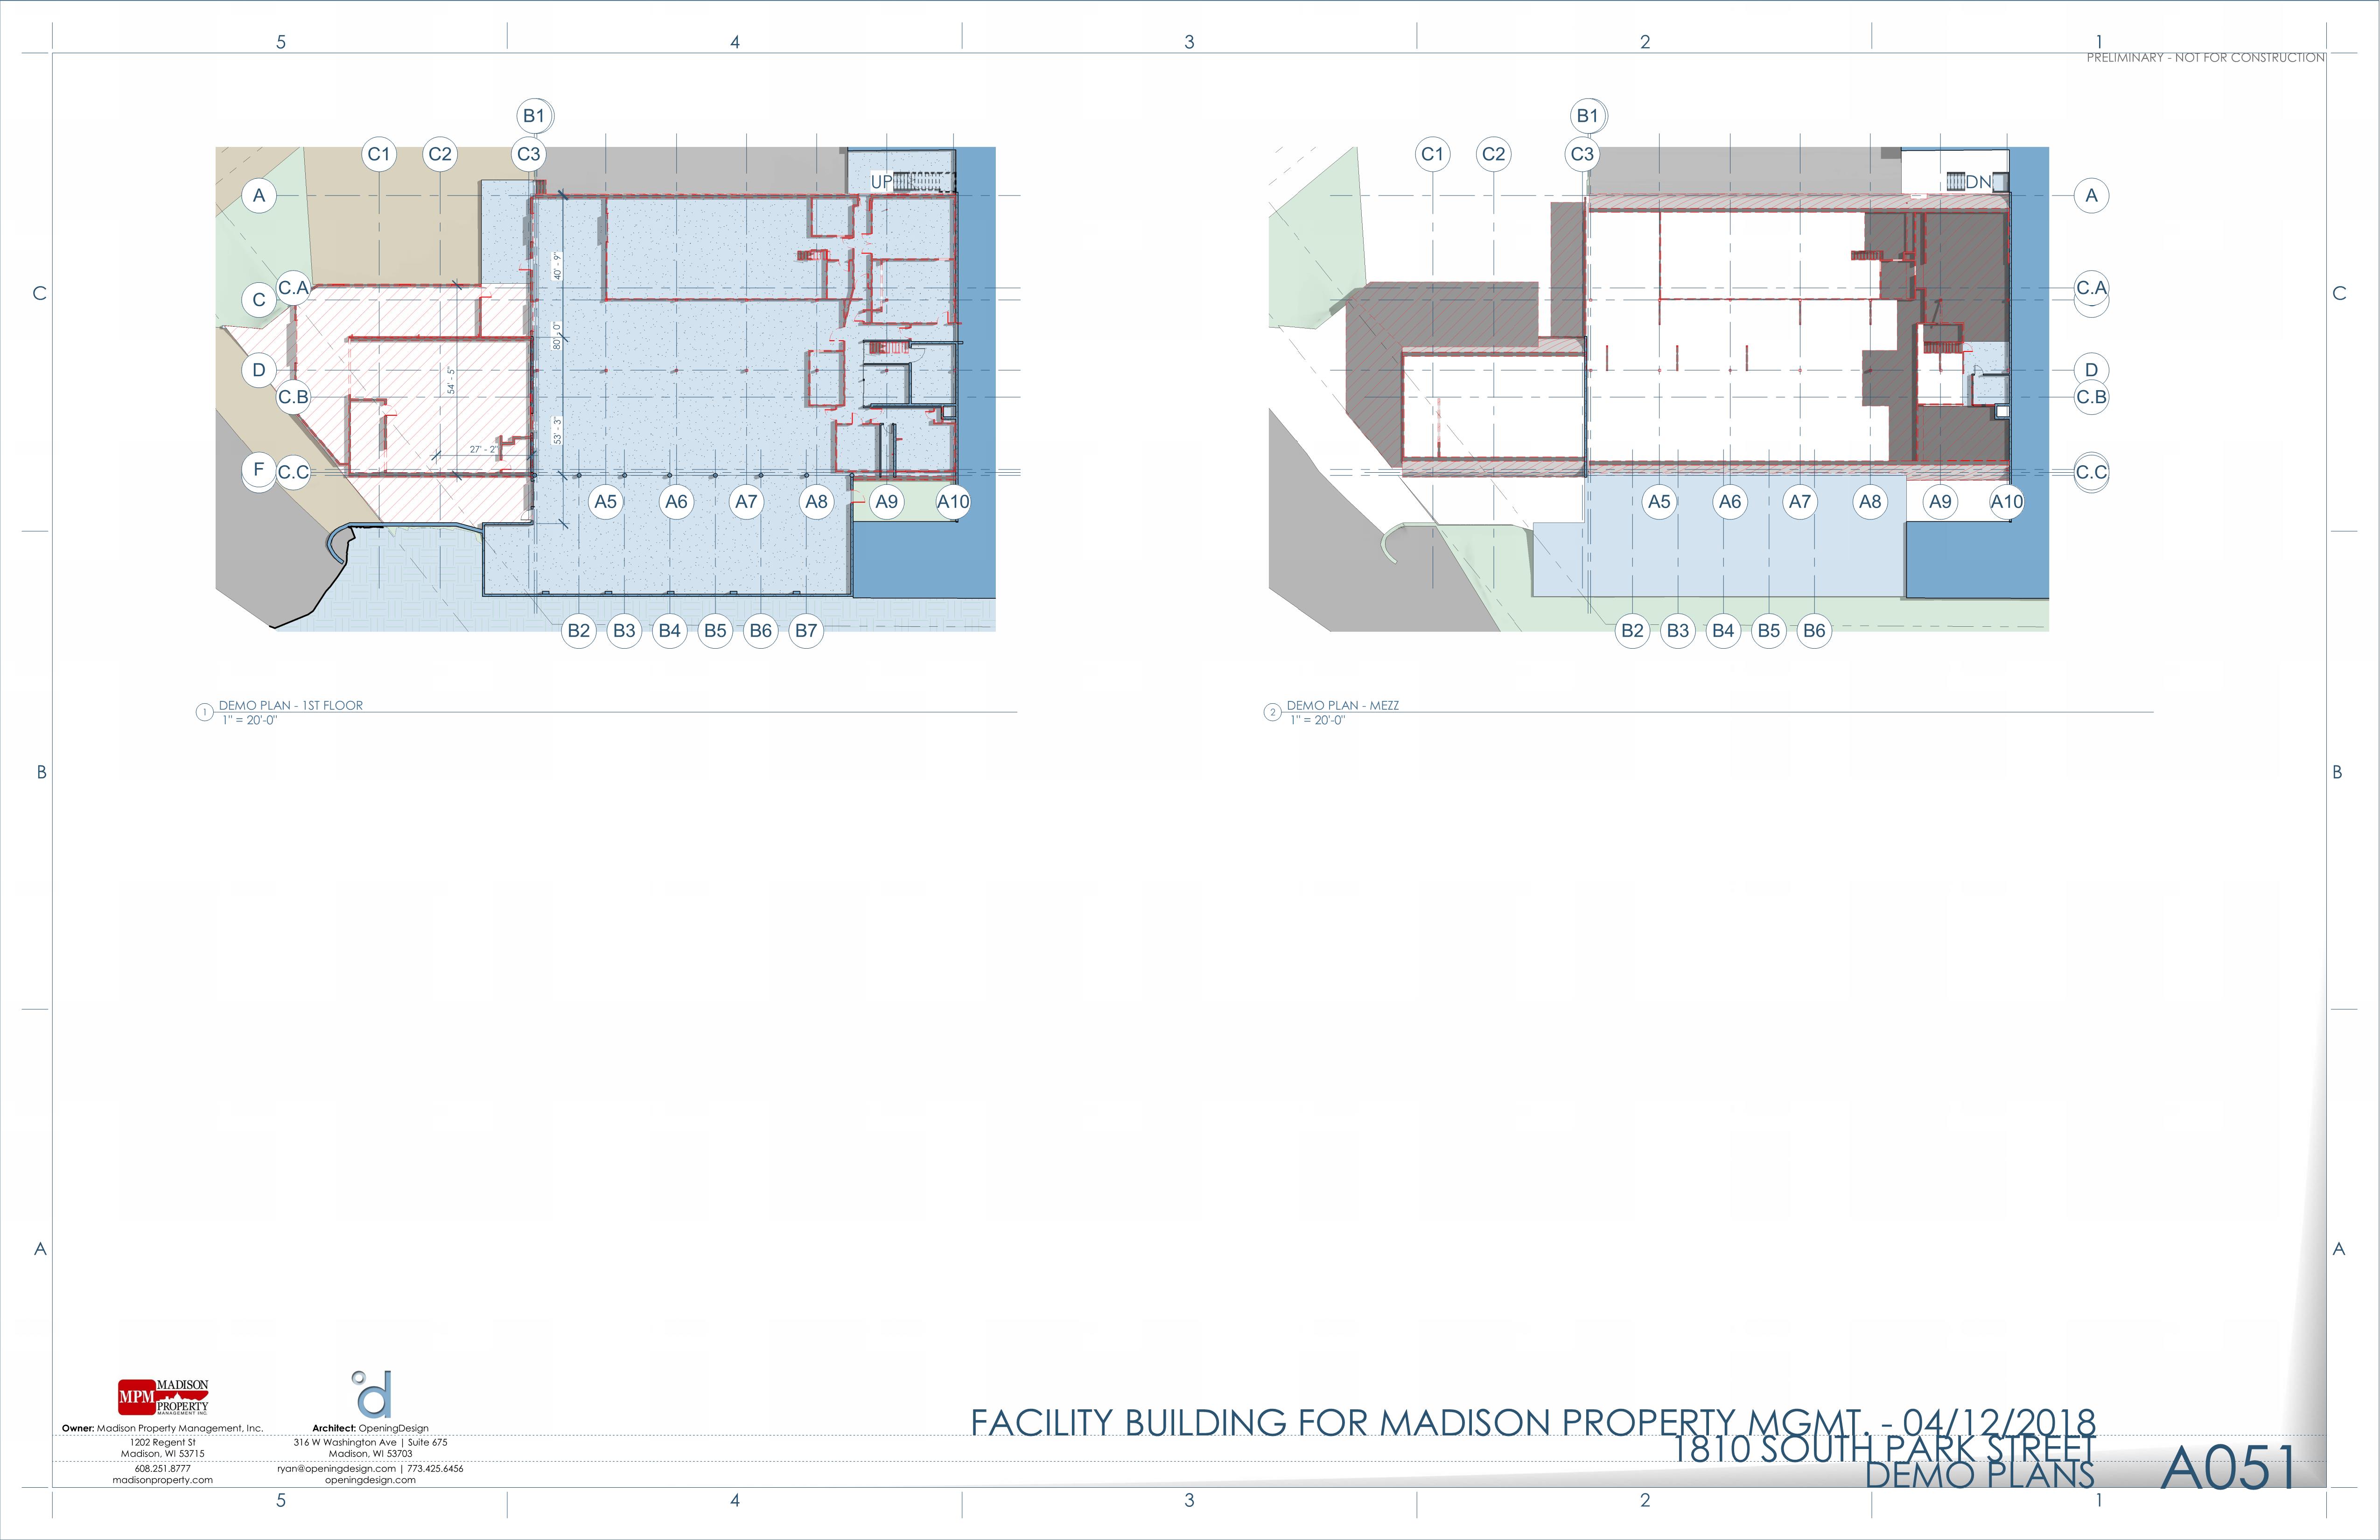 5 4 3 2 1
PRELIMINARY - NOT FOR CONSTRUCTION
B1
C1 C2 C3
UP
A
C.A
C
D
C.B
F C.C
40' - 9"
80' - 0"
54' - 5"
53' - 3"
27' - 2"
A5 A6 A7 A8 A9 A10
B2 B3 B4 B5 B6 B7
1 DEMO PLAN - 1ST FLOOR
1" = 20'-0"
B1
C1 C2 C3
DN
A
C.A
D
C.B
C.C
A5 A6 A7 A8 A9 A10
B2 B3 B4 B5 B6
2 DEMO PLAN - MEZZ
1" = 20'-0"
C C
B B
A A
MPM MADISON
PROPERTY
MANAGEMENT INC
Owner: Madison Property Management, Inc.
1202 Regent St
Madison, WI 53715
608.251.8777
madisonproperty.com
d
Architect: OpeningDesign
316 W Washington Ave | Suite 675
Madison, WI 53703
ryan@openingdesign.com | 773.425.6456
openingdesign.com
FACILITY BUILDING FOR MADISON PROPERTY MGMT. - 04/12/2018
1810 SOUTH PARK STREET
DEMO PLANS
A051
5 4 3 2 1